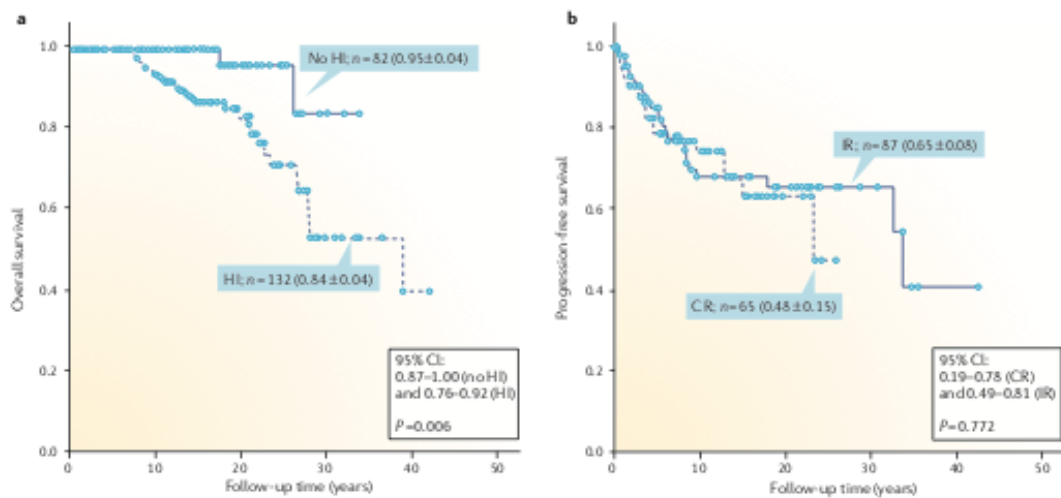 a
Overall survival
1.0
0.8
0.6
0.4
0.2
0.0
No HI; n=82 (0.95±0.04)
HI; n=132 (0.84±0.04)
95% CI:
0.87–1.00 (no HI)
and 0.76–0.92 (HI)
P=0.006
0 10 20 30 40 50
Follow-up time (years)
b
Progression-free survival
1.0
0.8
0.6
0.4
0.2
0.0
IR; n=87 (0.65±0.08)
CR; n=65 (0.48±0.15)
95% CI:
0.19–0.78 (CR)
and 0.49–0.81 (IR)
P=0.772
0 10 20 30 40 50
Follow-up time (years)